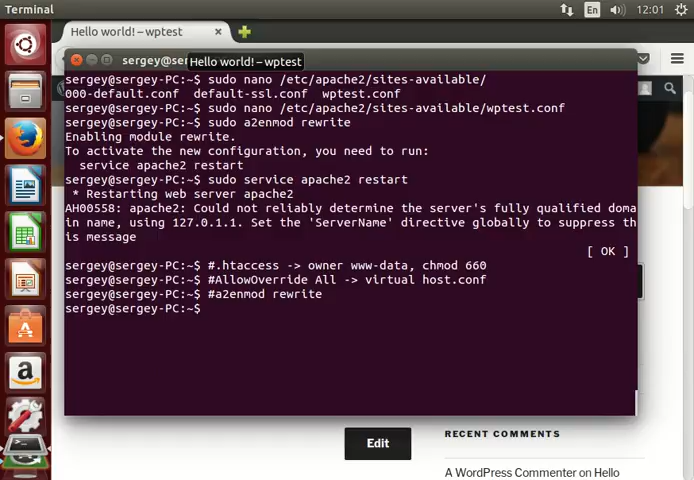 Terminal
En
12:01
Hello world! – wptest
sergey@se
Hello world! – wptest
sergey@sergey-PC:~$ sudo nano /etc/apache2/sites-available/
000-default.conf default-ssl.conf wptest.conf
sergey@sergey-PC:~$ sudo nano /etc/apache2/sites-available/wptest.conf
sergey@sergey-PC:~$ sudo a2enmod rewrite
Enabling module rewrite.
To activate the new configuration, you need to run:
service apache2 restart
sergey@sergey-PC:~$ sudo service apache2 restart
* Restarting web server apache2
AH00558: apache2: Could not reliably determine the server's fully qualified doma
in name, using 127.0.1.1. Set the 'ServerName' directive globally to suppress th
is message
[ OK ]
sergey@sergey-PC:~$ #.htaccess -> owner www-data, chmod 660
sergey@sergey-PC:~$ #AllowOverride All -> virtual host.conf
sergey@sergey-PC:~$ #a2enmod rewrite
sergey@sergey-PC:~$
Edit
RECENT COMMENTS
A WordPress Commenter on Hello